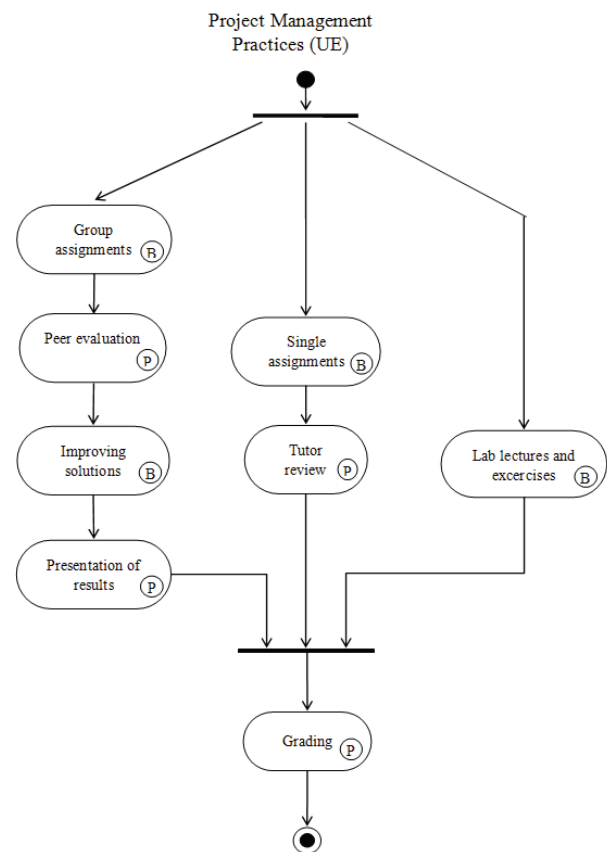 Project Management
Practices (UE)
Group
assignments
B
Peer evaluation
P
Improving
solutions
B
Presentation of
results
P
Single
assignments
B
Tutor
review
P
Lab lectures and
excercises
B
Grading
P